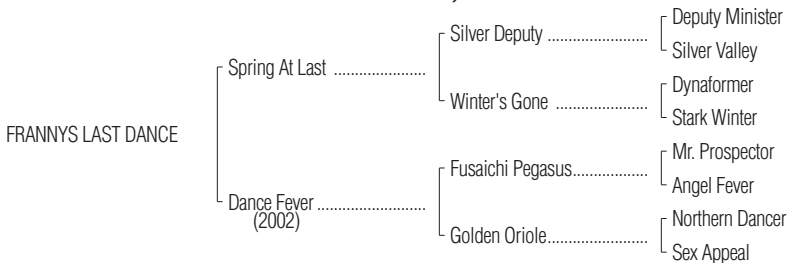 Deputy Minister
Silver Deputy ........................
Silver Valley
Spring At Last ......................
Dynaformer
Winter's Gone ......................
Stark Winter
FRANNYS LAST DANCE
Mr. Prospector
Fusaichi Pegasus..................
Angel Fever
Dance Fever ..........................
(2002)
Northern Dancer
Golden Oriole........................
Sex Appeal